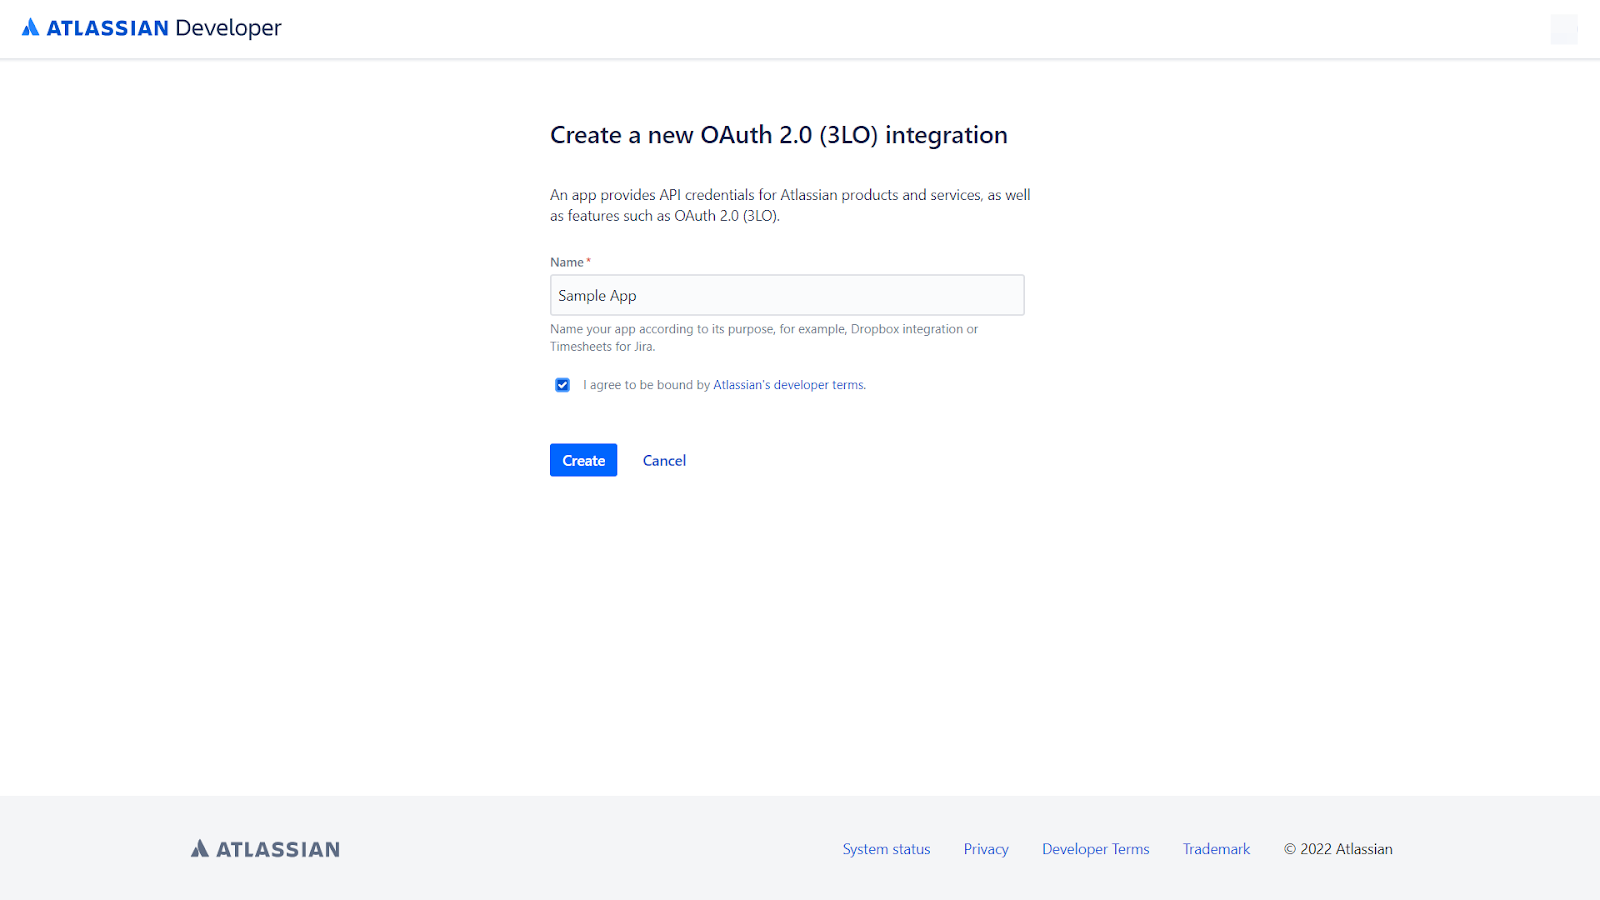 ATLASSIAN Developer
Create a new OAuth 2.0 (3LO) integration
An app provides API credentials for Atlassian products and services, as well
as features such as OAuth 2.0 (3LO).
Name*
Sample App
Name your app according to its purpose, for example, Dropbox integration or
Timesheets for Jira.
I agree to be bound by Atlassian's developer terms.
Create Cancel
ATLASSIAN System status Privacy Developer Terms Trademark © 2022 Atlassian